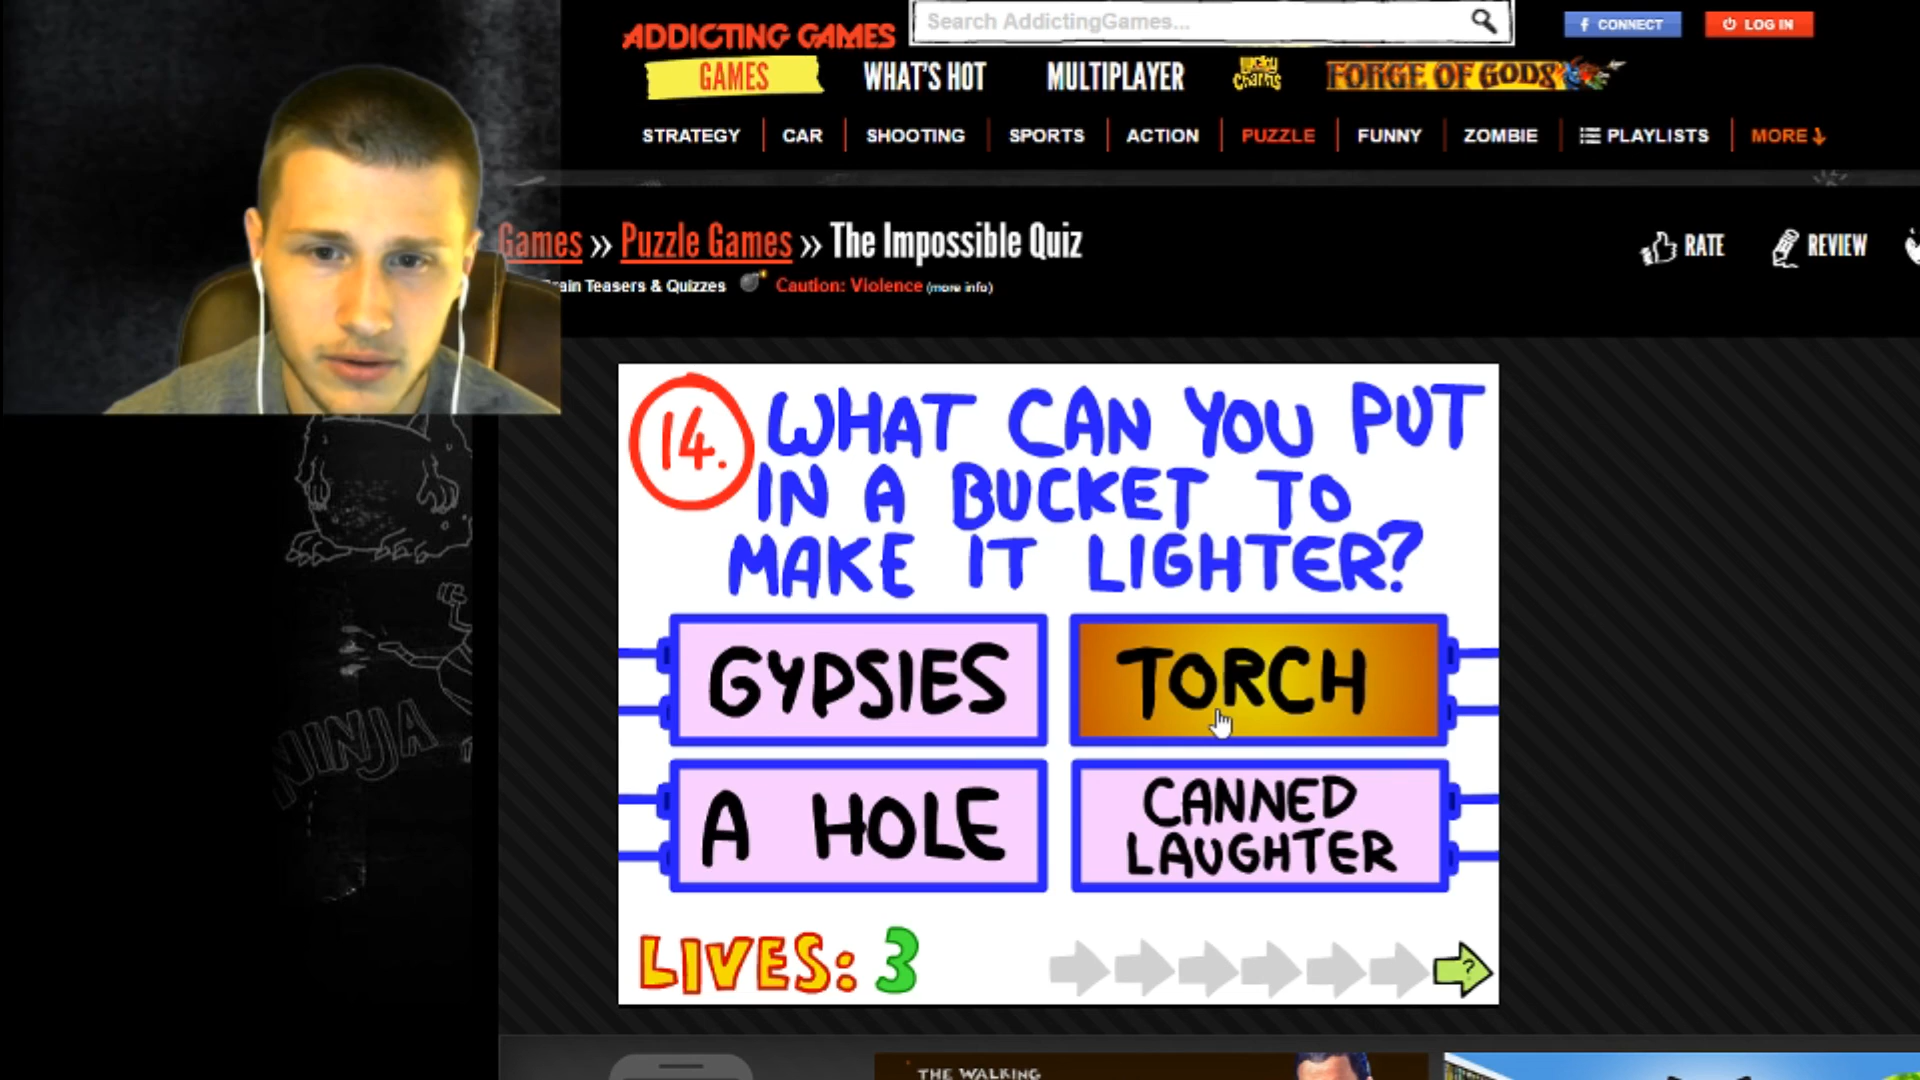 ADDICTING GAMES
Search AddictingGames...
f CONNECT
LOG IN
GAMES
WHAT'S HOT
MULTIPLAYER
Lucky Charms
FORGE OF GODS
STRATEGY
CAR
SHOOTING
SPORTS
ACTION
PUZZLE
FUNNY
ZOMBIE
PLAYLISTS
MORE
Games » Puzzle Games » The Impossible Quiz
RATE
REVIEW
ain Teasers & Quizzes
Caution: Violence (more info)
14. WHAT CAN YOU PUT
IN A BUCKET TO
MAKE IT LIGHTER?
GYPSIES
TORCH
A HOLE
CANNED
LAUGHTER
LIVES: 3
?
NINJA
THE WALKING